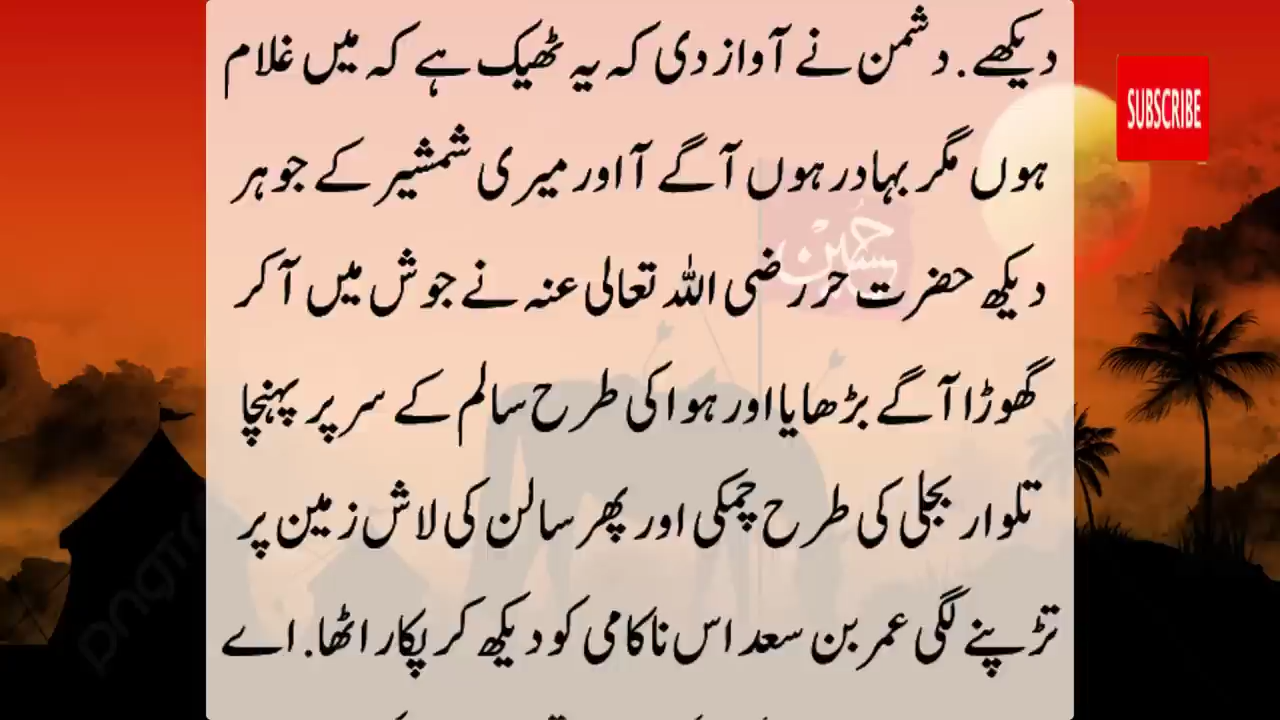 دیکھے. دشمن نے آواز دی کہ یہ ٹھیک ہے کہ میں غلام
ہوں مگر بہادر ہوں آگے آ اور میری شمشیر کے جوہر
دیکھ حضرت حر رضی اللہ تعالی عنہ نے جوش میں آ کر
گھوڑا آگے بڑھایا اور ہوا کی طرح سالم کے سر پر پہنچا
تلوار بجلی کی طرح چمکی اور پھر سالن کی لاش زمین پر
تڑپنے لگی عمر بن سعد اس ناکامی کو دیکھ کر پکار اٹھا. اے
SUBSCRIBE
حسین
pngtr